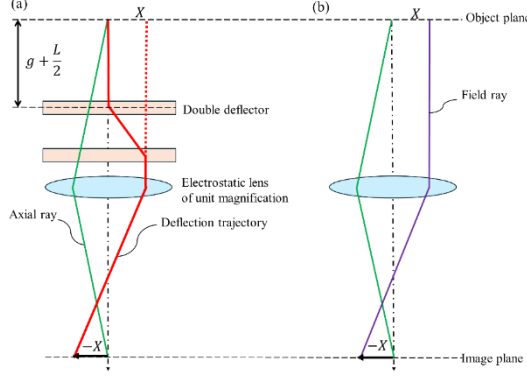 (a)
X
Object plane
(b)
X
g + L/2
Double deflector
Field ray
Electrostatic lens
of unit magnification
Axial ray
Deflection trajectory
−X
−X
Image plane